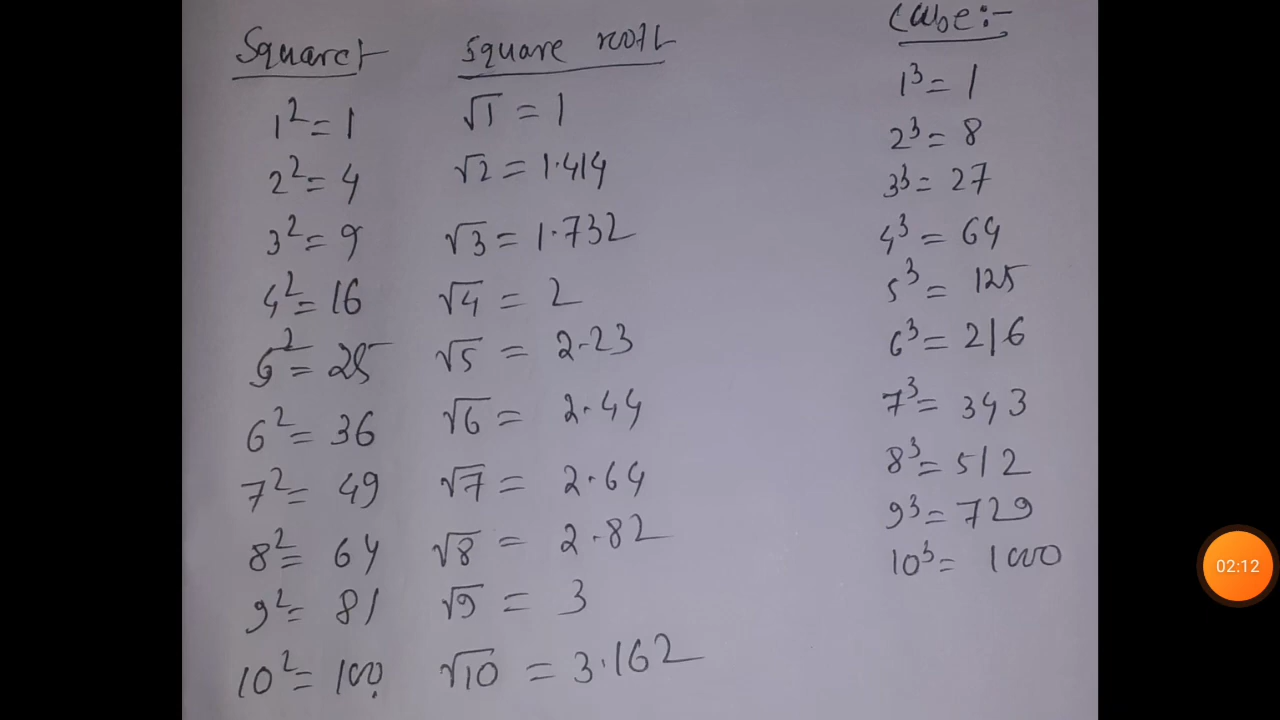 Square:-
1² = 1
2² = 4
3² = 9
4² = 16
5² = 25
6² = 36
7² = 49
8² = 64
9² = 81
10² = 100
square root
√1 = 1
√2 = 1.414
√3 = 1.732
√4 = 2
√5 = 2.23
√6 = 2.44
√7 = 2.64
√8 = 2.82
√9 = 3
√10 = 3.162
Cube:-
1³ = 1
2³ = 8
3³ = 27
4³ = 64
5³ = 125
6³ = 216
7³ = 343
8³ = 512
9³ = 729
10³ = 1000
02:12